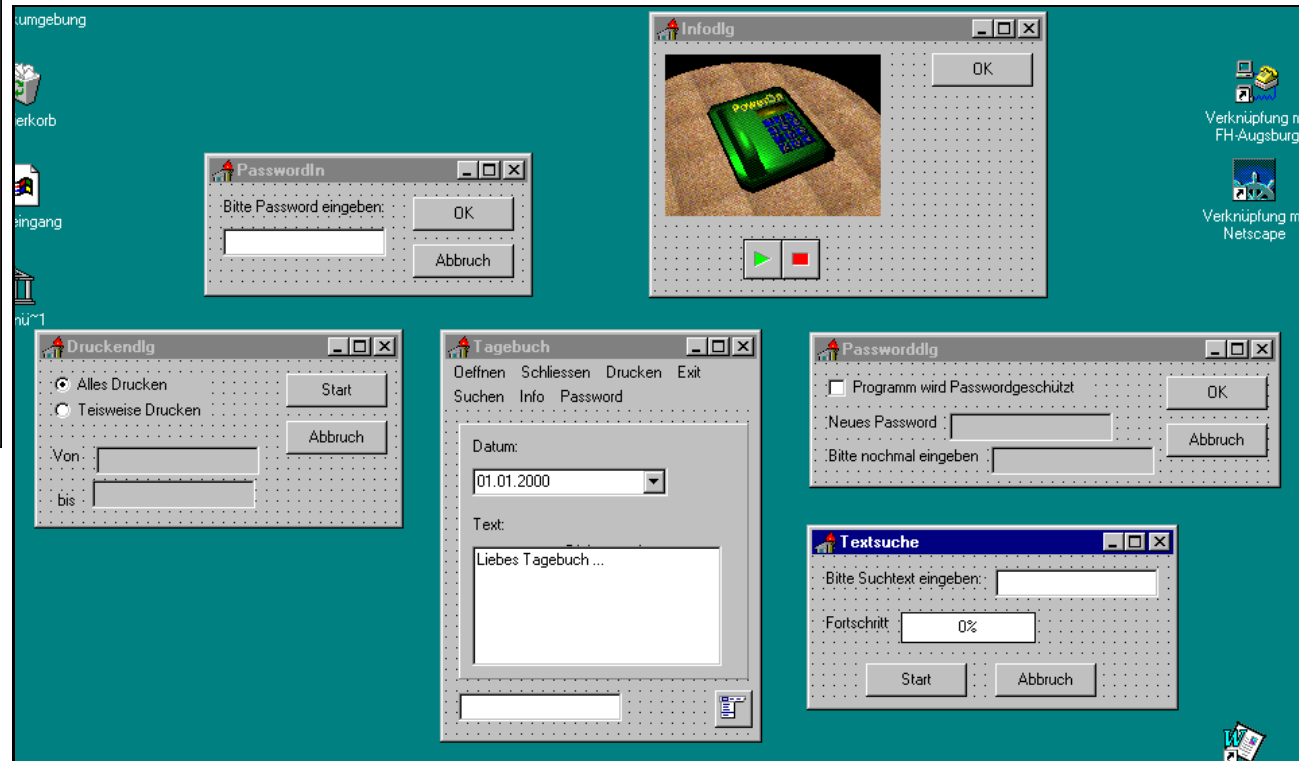 kumgebung
erkorb
eingang
nü~1
Infodlg
PowerOn
OK
Verknüpfung m
FH-Augsburg
Verknüpfung m
Netscape
PasswordIn
Bitte Password eingeben:
OK
Abbruch
Druckendlg
Alles Drucken
Teisweise Drucken
Von
bis
Start
Abbruch
Tagebuch
Oeffnen Schliessen Drucken Exit
Suchen Info Password
Datum:
01.01.2000
Text:
Liebes Tagebuch ...
Passworddlg
Programm wird Passwordgeschützt
Neues Password
Bitte nochmal eingeben
OK
Abbruch
Textsuche
Bitte Suchtext eingeben:
Fortschritt 0%
Start Abbruch